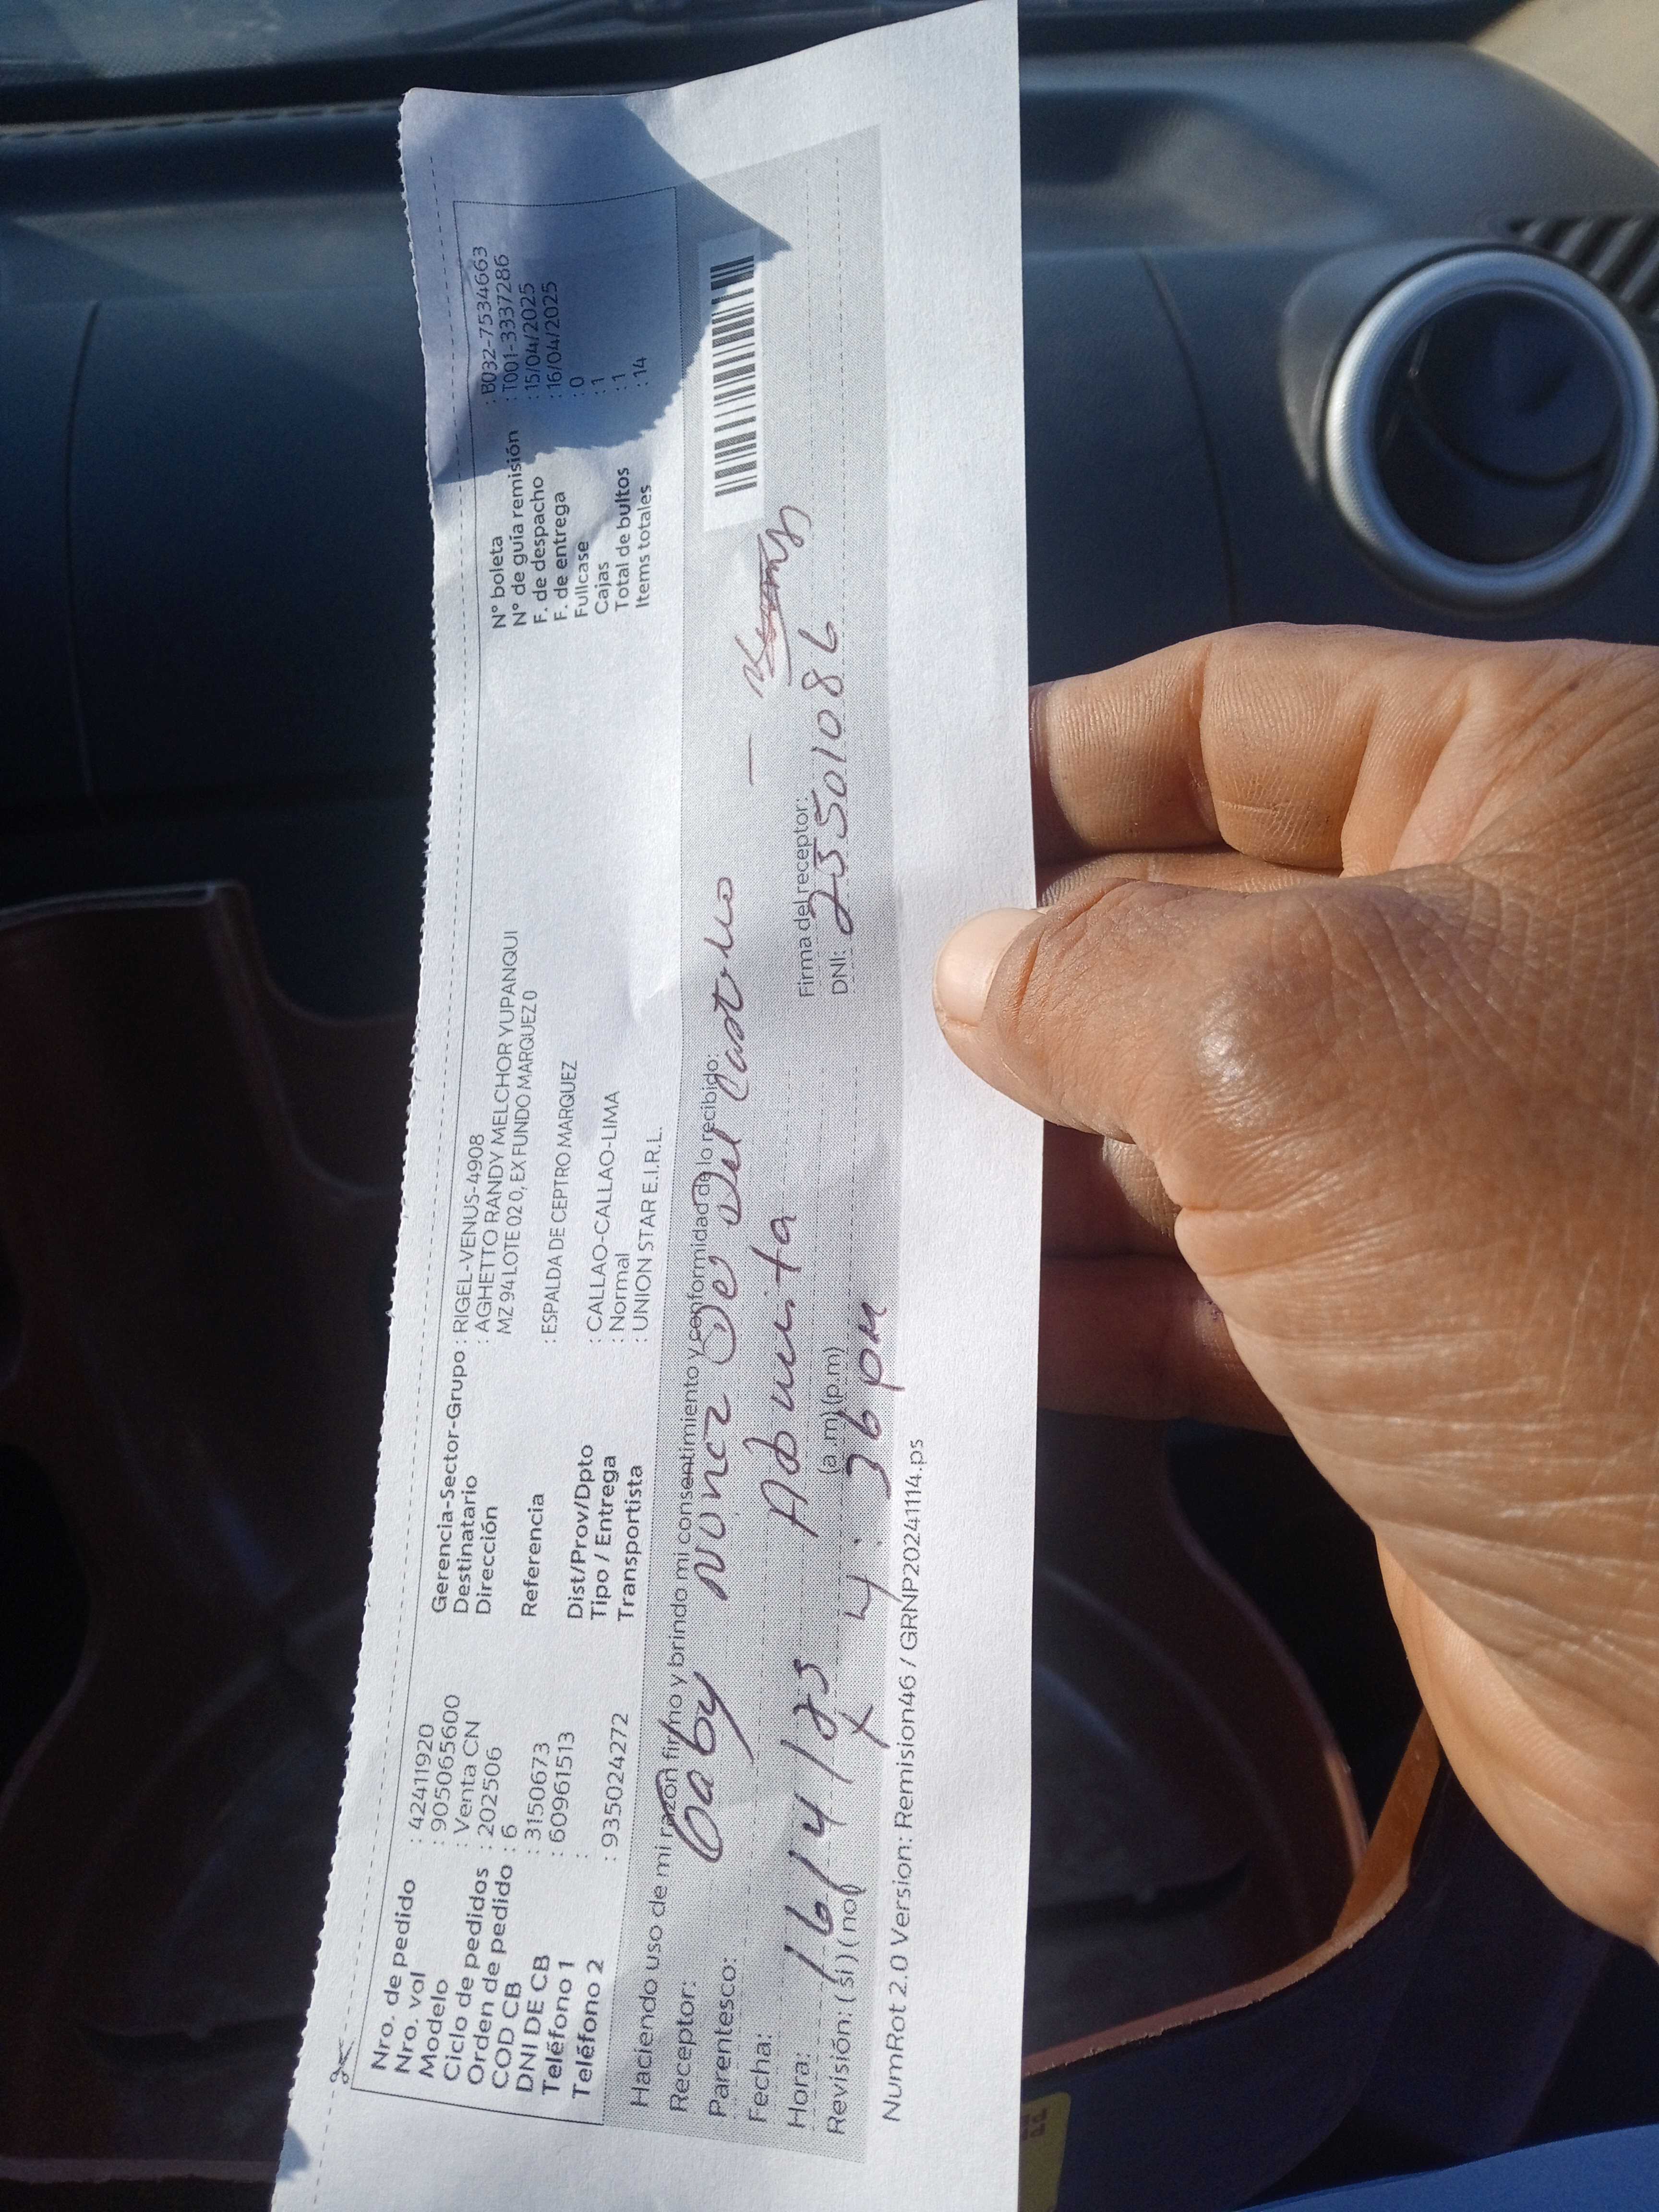 Nro. de pedido : 42411920
Nro. vol : 905065600
Modelo : Venta CN
Ciclo de pedidos : 202506
Orden de pedido : 6
COD CB : 3150673
DNI DE CB : 60961513
Teléfono 1 :
Teléfono 2 : 935024272
Gerencia-Sector-Grupo : RIGEL-VENUS-4908
Destinatario : AGHETTO RANDY MELCHOR YUPANQUI
Dirección MZ 94 LOTE 02 0, EX FUNDO MARQUEZ 0
Referencia : ESPALDA DE CEPTRO MARQUEZ
Dist/Prov/Dpto : CALLAO-CALLAO-LIMA
Tipo / Entrega : Normal
Transportista : UNION STAR E.I.R.L.
N° boleta : B032-7534663
N° de guía remisión : T001-3337286
F. de despacho : 15/04/2025
F. de entrega : 16/04/2025
Fullcase : 0
Cajas : 1
Total de bultos : 1
Items totales : 14
Haciendo uso de mi razón firmo y brindo mi consentimiento y conformidad de lo recibido:
Receptor: Gaby Nunez Del Castillo
Parentesco:
Fecha: 16/4/25
Hora: 4:36 pm (a.m) (p.m)
Revisión: (si) (no) X
Firma del receptor:
DNI: 23501086
NumRot 2.0 Version: Remision46 / GRNP20241114.ps